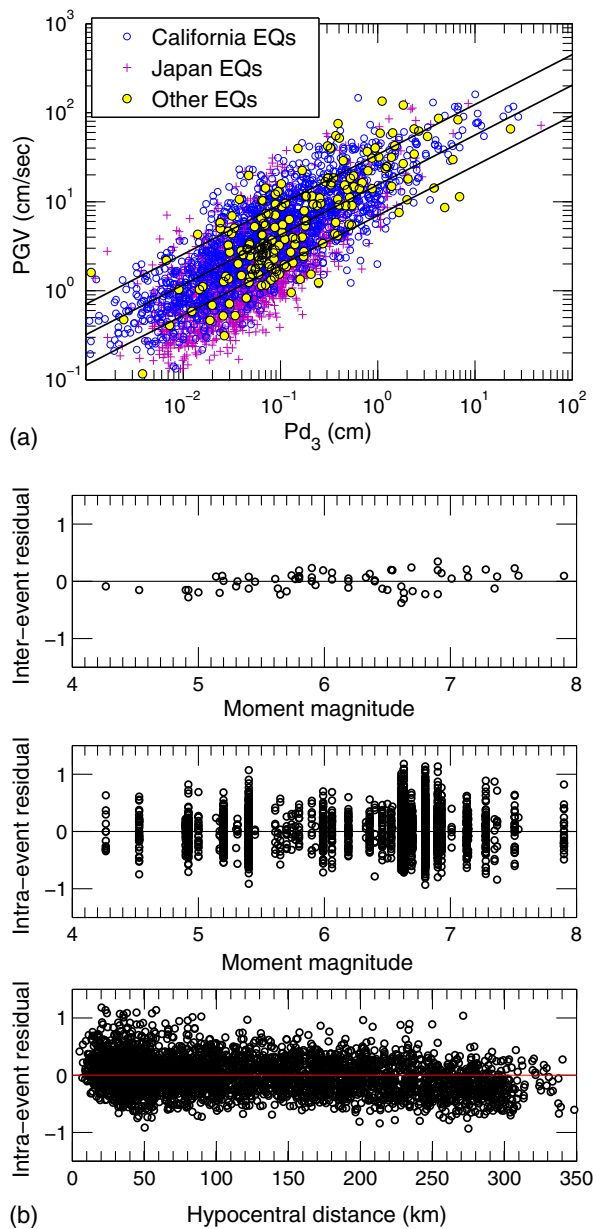 California EQs
Japan EQs
Other EQs
10³
10²
10¹
10⁰
10⁻¹
PGV (cm/sec)
10⁻² 10⁻¹ 10⁰ 10¹ 10²
Pd₃ (cm)
(a)
Inter−event residual
1
0
−1
4 5 6 7 8
Moment magnitude
Intra−event residual
1
0
−1
4 5 6 7 8
Moment magnitude
Intra−event residual
1
0
−1
0 50 100 150 200 250 300 350
Hypocentral distance (km)
(b)